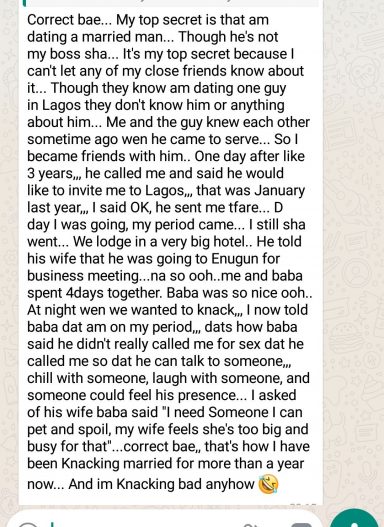 Correct bae... My top secret is that am
dating a married man... Though he's not
my boss sha... It's my top secret because I
can't let any of my close friends know about
it... Though they know am dating one guy
in Lagos they don't know him or anything
about him... Me and the guy knew each other
sometime ago wen he came to serve... So I
became friends with him.. One day after like
3 years,,, he called me and said he would
like to invite me to Lagos,,, that was January
last year,,, I said OK, he sent me tfare... D
day I was going, my period came... I still sha
went... We lodge in a very big hotel.. He told
his wife that he was going to Enugun for
business meeting...na so ooh..me and baba
spent 4days together. Baba was so nice ooh..
At night wen we wanted to knack,,, I now told
baba dat am on my period,,, dats how baba
said he didn't really called me for sex dat he
called me so dat he can talk to someone,,,
chill with someone, laugh with someone, and
someone could feel his presence... I asked
of his wife baba said "I need Someone I can
pet and spoil, my wife feels she's too big and
busy for that"...correct bae,, that's how I have
been Knacking married for more than a year
now... And im Knacking bad anyhow 🤣